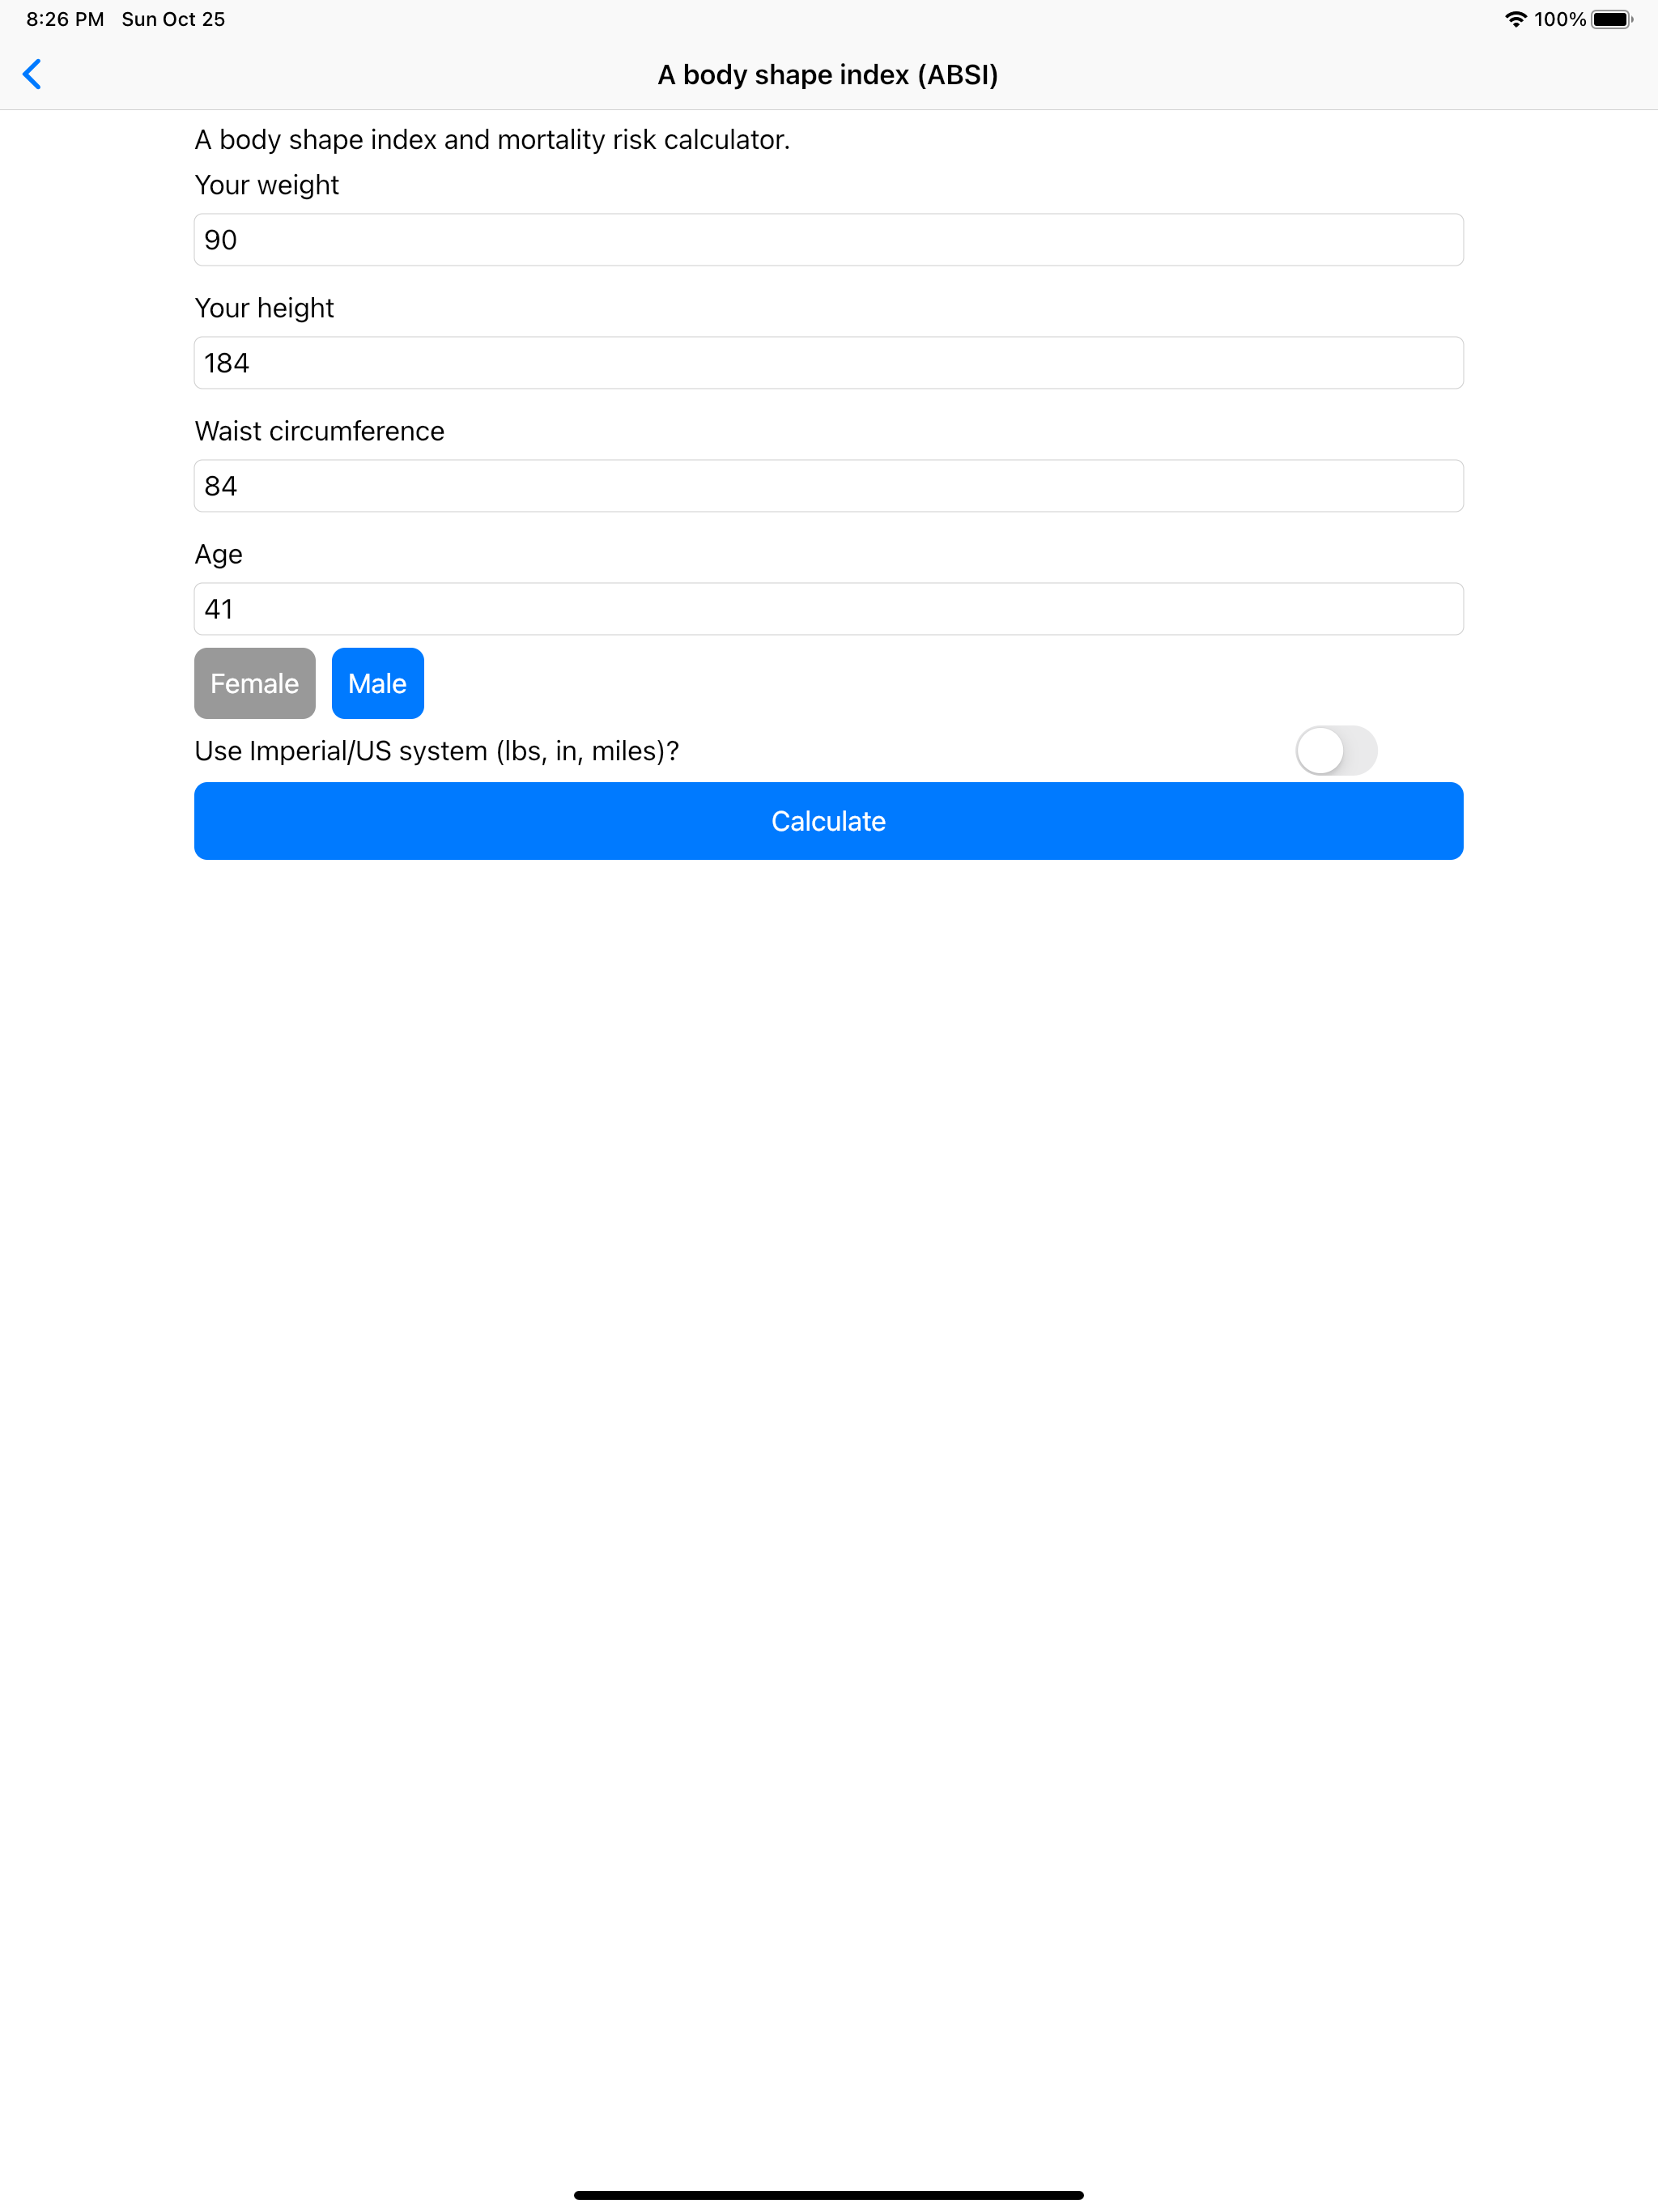 8:26 PM Sun Oct 25 100%
A body shape index (ABSI)
A body shape index and mortality risk calculator.
Your weight
90
Your height
184
Waist circumference
84
Age
41
Female Male
Use Imperial/US system (lbs, in, miles)?
Calculate